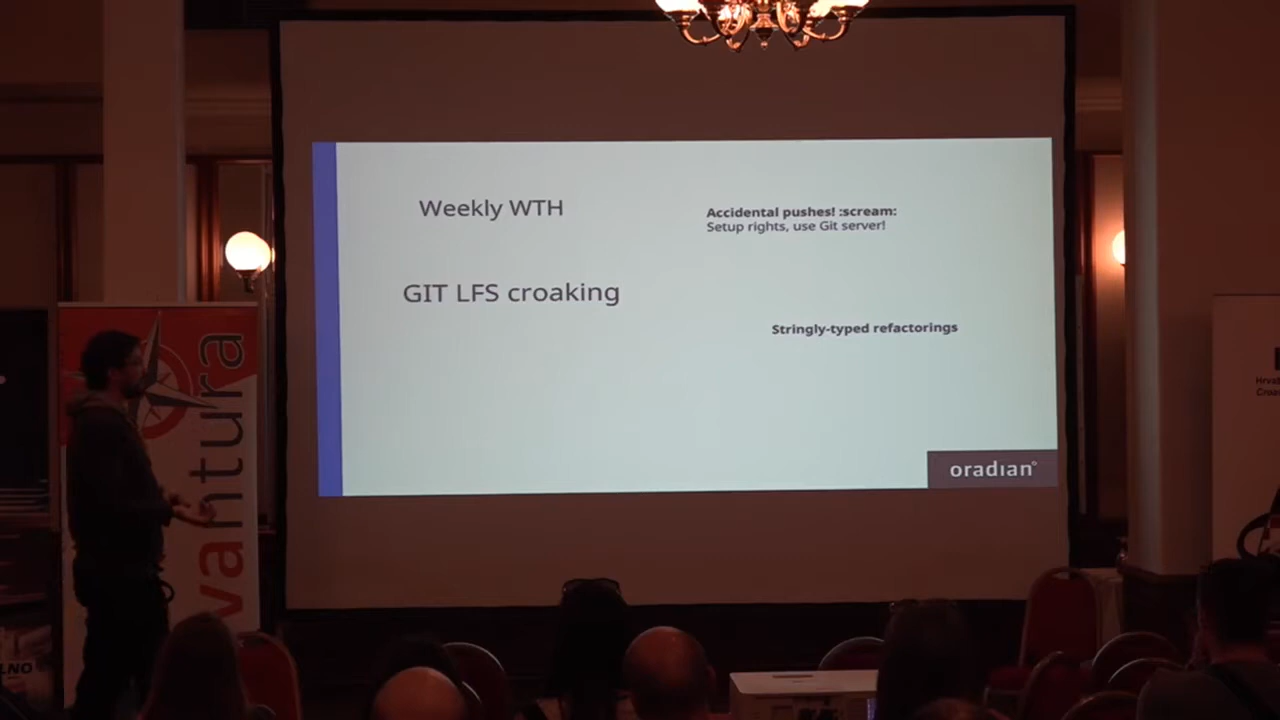 Weekly WTH
Accidental pushes! :scream:
Setup rights, use Git server!
GIT LFS croaking
Stringly-typed refactorings
oradian
vantura